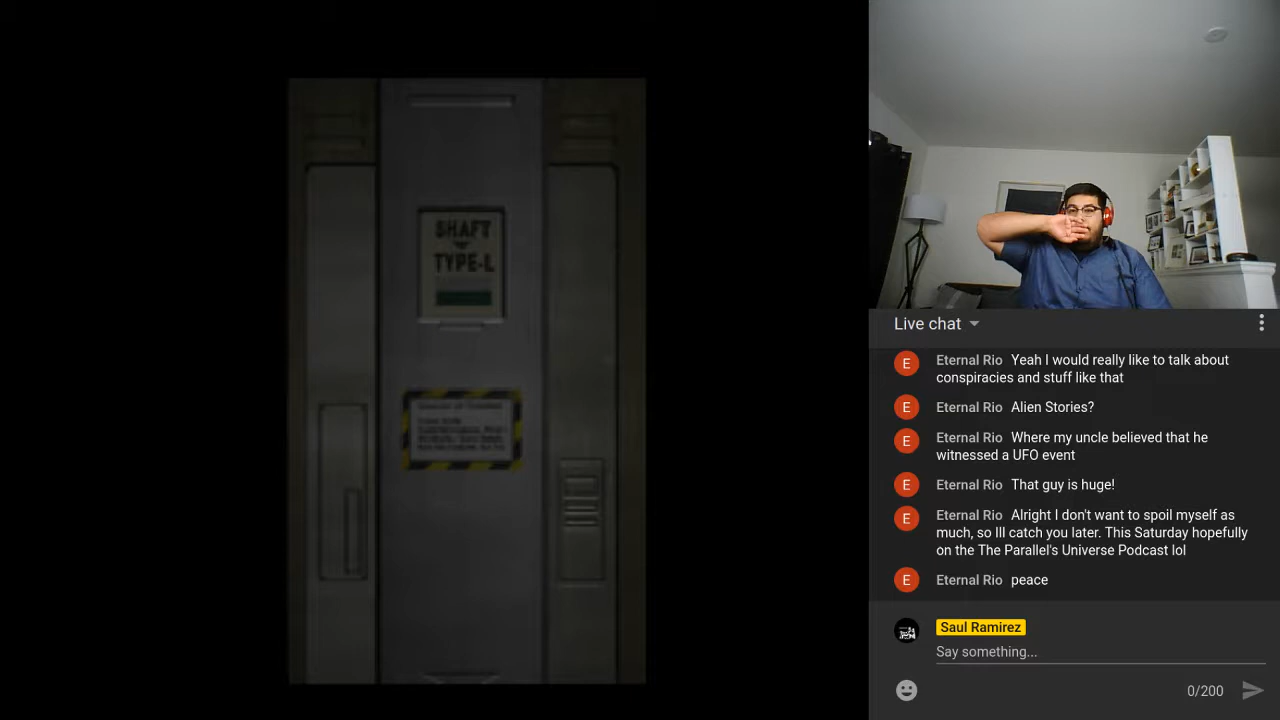 SHAFT
TYPE-L
Live chat
Eternal Rio Yeah I would really like to talk about
conspiracies and stuff like that
E
Eternal Rio Alien Stories?
E
Eternal Rio Where my uncle believed that he
witnessed a UFO event
E
Eternal Rio That guy is huge!
E
Eternal Rio Alright I don't want to spoil myself as
much, so Ill catch you later. This Saturday hopefully
on the The Parallel's Universe Podcast lol
E
Eternal Rio peace
E
Saul Ramirez
Say something...
0/200